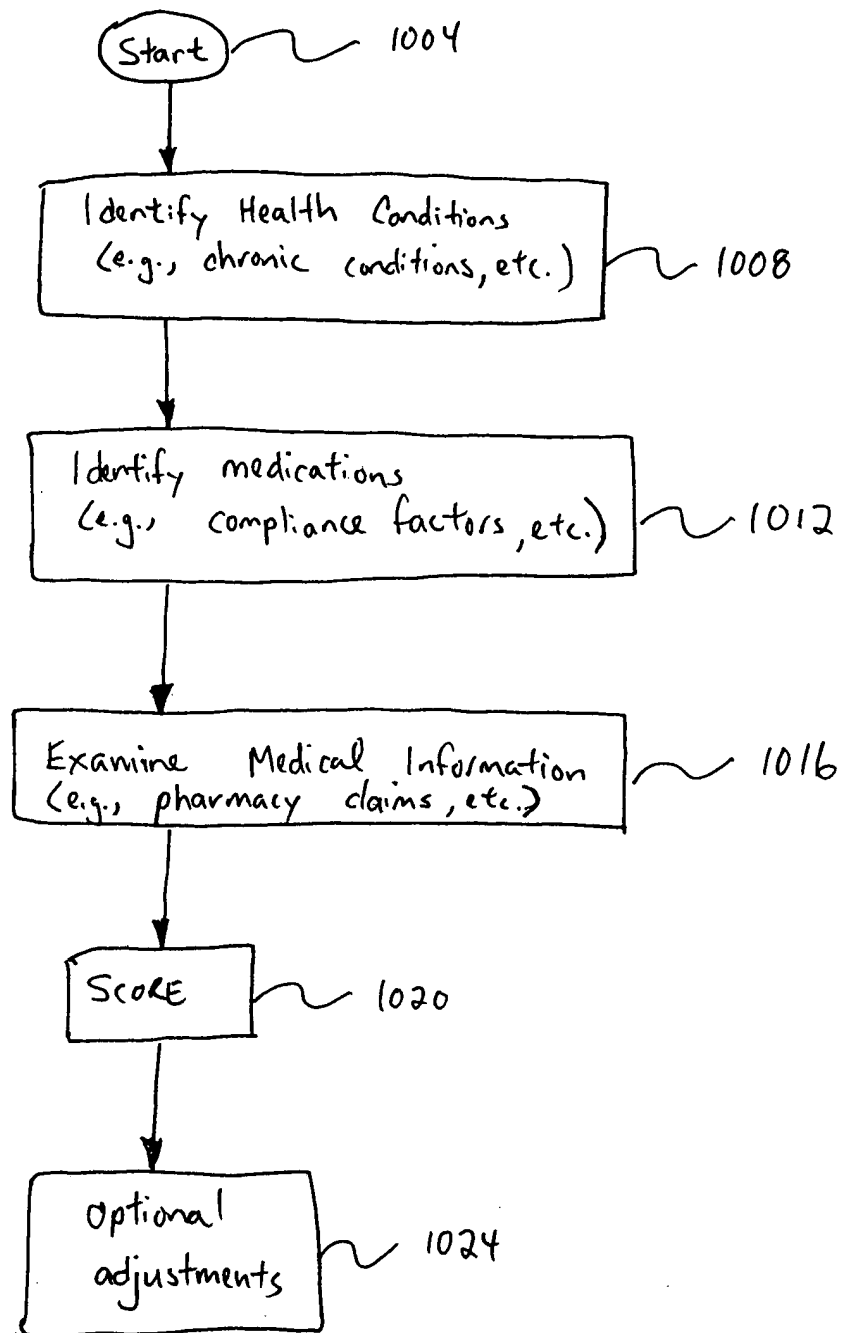 Start
1004
Identify Health Conditions
(e.g., chronic conditions, etc.)
1008
Identify medications
(e.g., compliance factors, etc.)
1012
Examine Medical Information
(e.g., pharmacy claims, etc.)
1016
SCORE
1020
optional
adjustments
1024